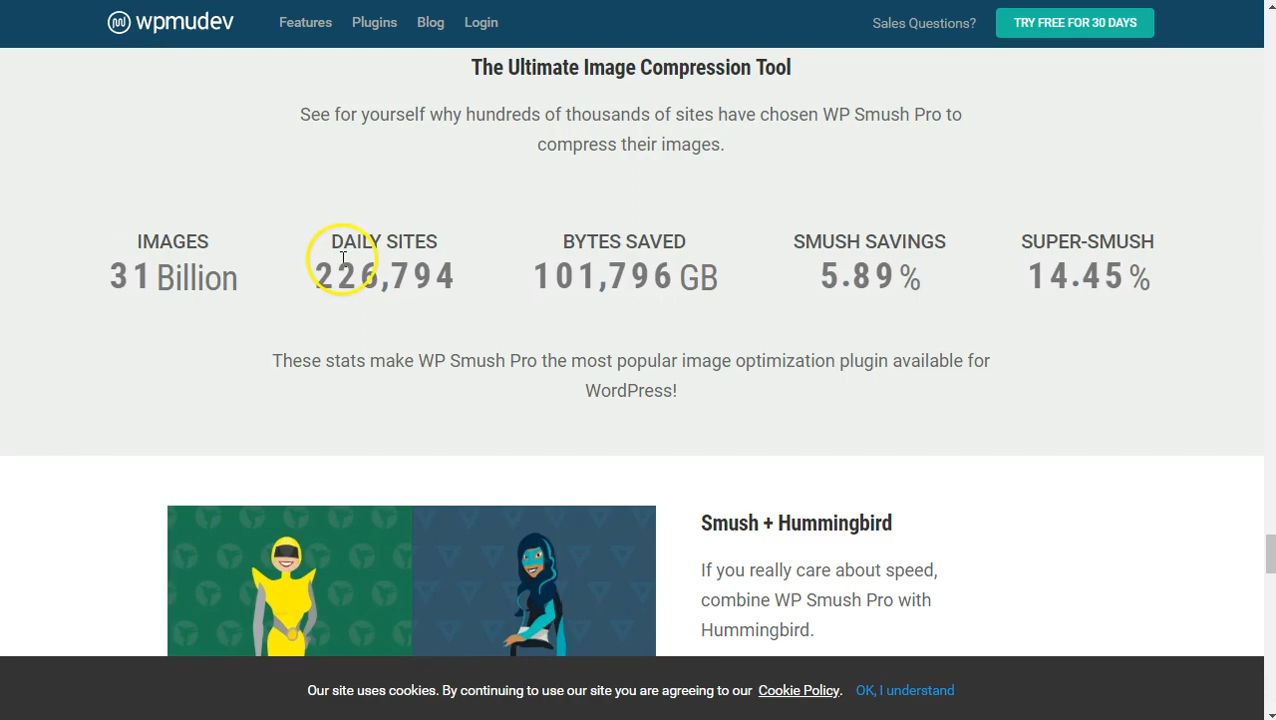 wpmudev Features Plugins Blog Login Sales Questions? TRY FREE FOR 30 DAYS
The Ultimate Image Compression Tool
See for yourself why hundreds of thousands of sites have chosen WP Smush Pro to
compress their images.
IMAGES DAILY SITES BYTES SAVED SMUSH SAVINGS SUPER-SMUSH
31 Billion 226,794 101,796 GB 5.89 % 14.45 %
These stats make WP Smush Pro the most popular image optimization plugin available for
WordPress!
Smush + Hummingbird
If you really care about speed,
combine WP Smush Pro with
Hummingbird.
Our site uses cookies. By continuing to use our site you are agreeing to our Cookie Policy. OK, I understand